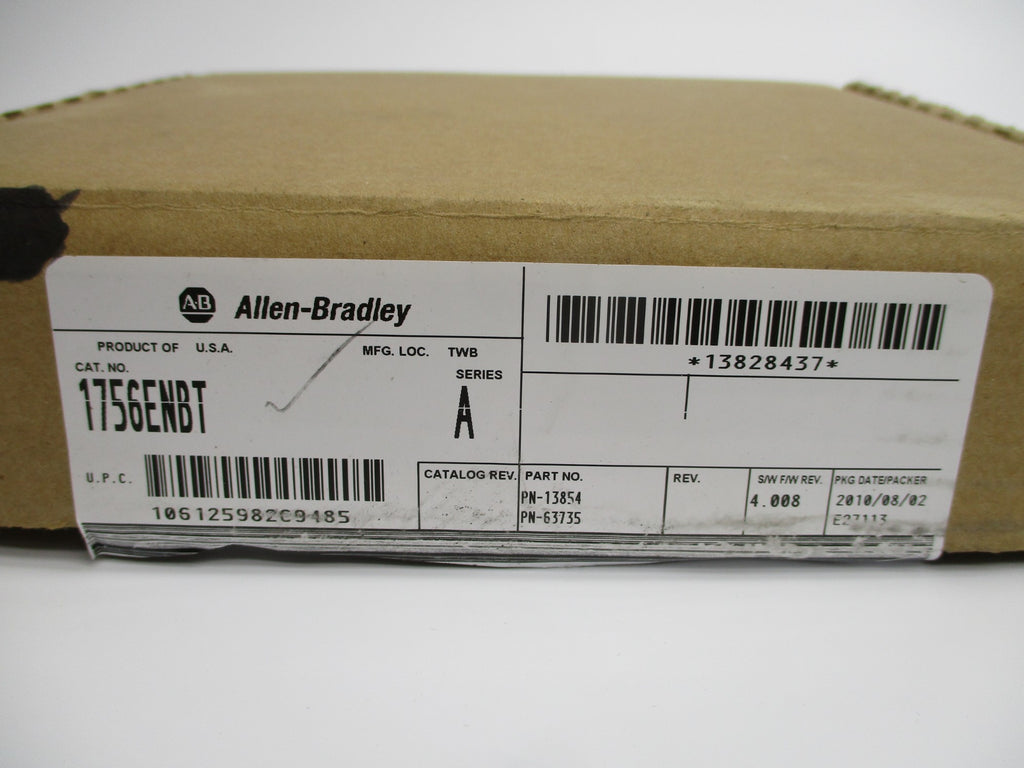 AB Allen-Bradley
PRODUCT OF U.S.A.
MFG. LOC. TWB
CAT. NO.
1756ENBT
SERIES
A
*13828437*
U.P.C.
CATALOG REV.
PART NO.
PN-13854
PN-63735
REV.
S/W F/W REV.
4.008
PKG DATE/PACKER
2010/08/02
E27113